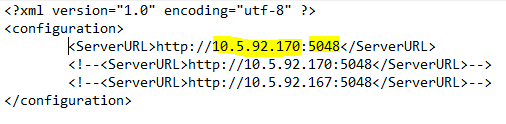 <?xml version="1.0" encoding="utf-8" ?>
<configuration>
<ServerURL>http://10.5.92.170:5048</ServerURL>
<!--<ServerURL>http://10.5.92.170:5048</ServerURL>-->
<!--<ServerURL>http://10.5.92.167:5048</ServerURL>-->
</configuration>